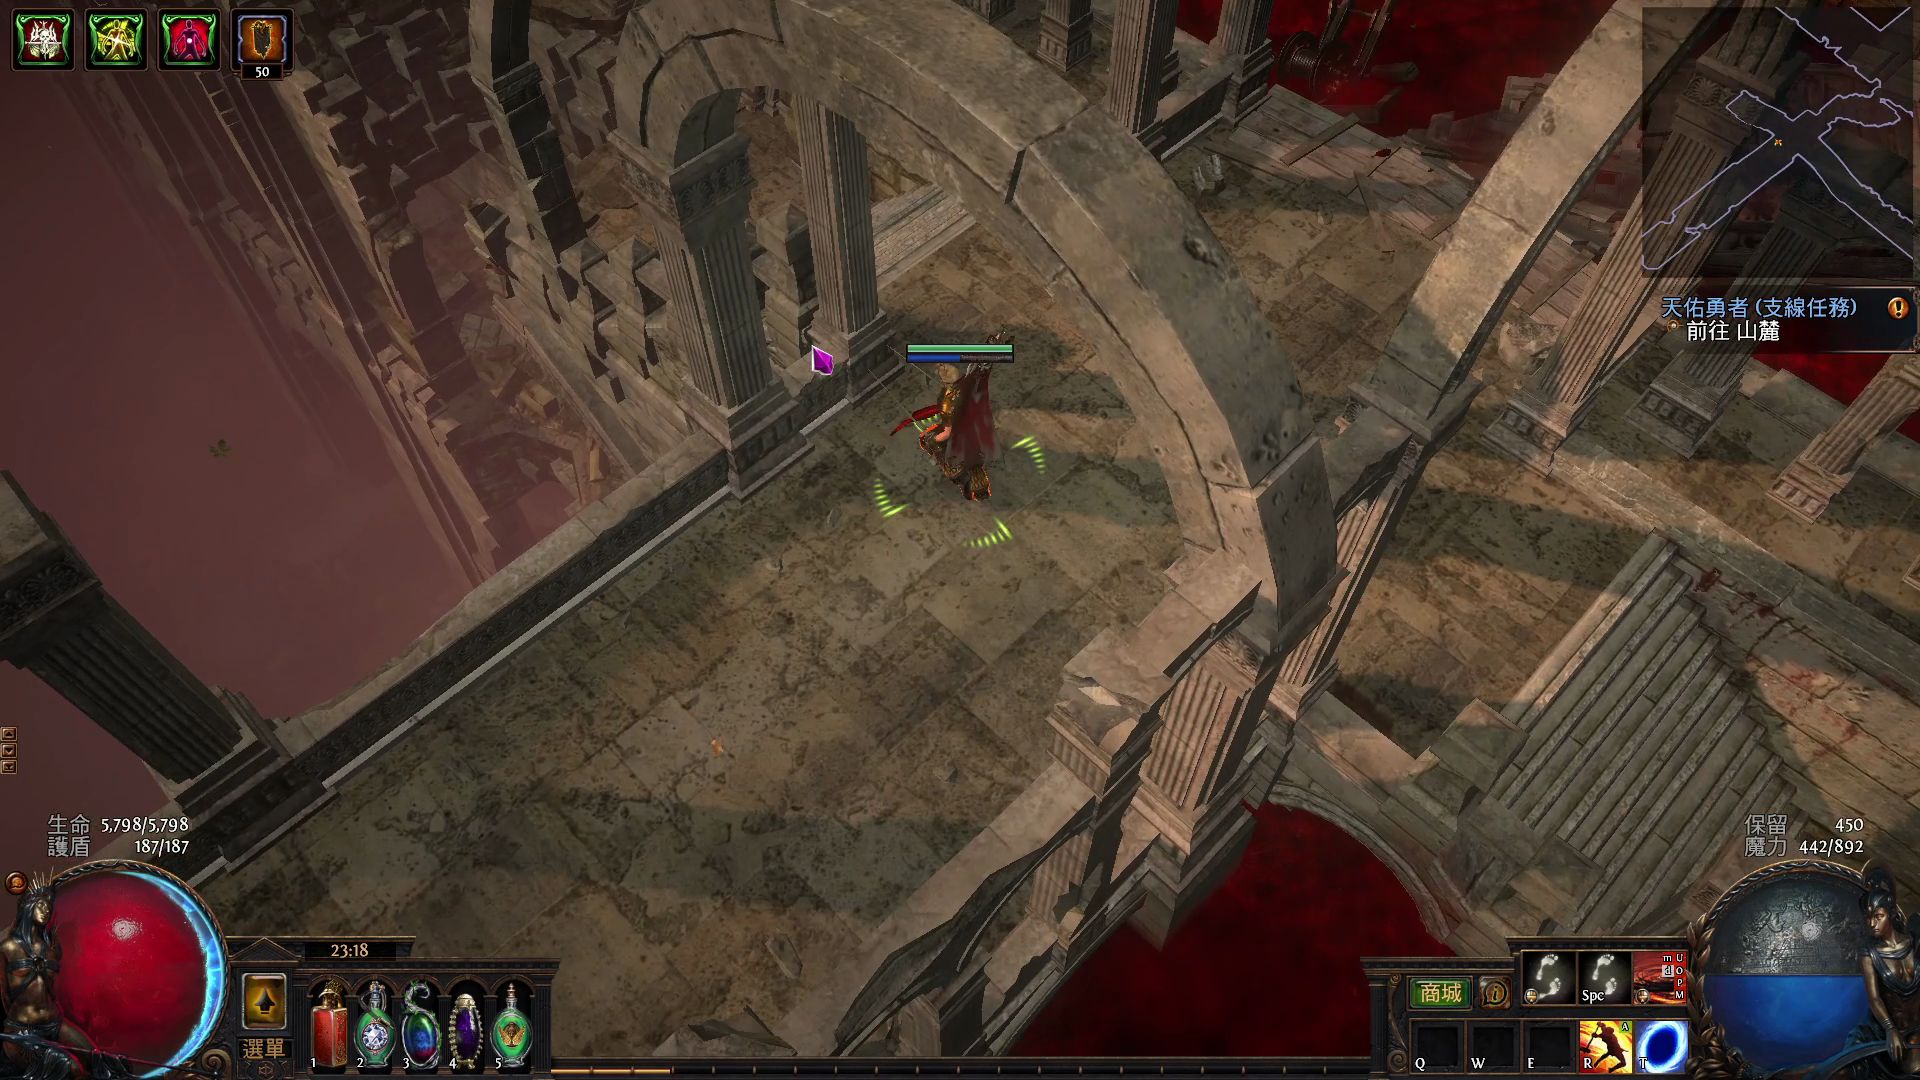 50
天佑勇者 (支線任務)
前往 山麓
生命 5,798/5,798
護盾 187/187
保留 450
魔力 442/892
23:18
選單
1 2 3 4 5
商城
Spc
m U
d O
P
M
Q W E R A T